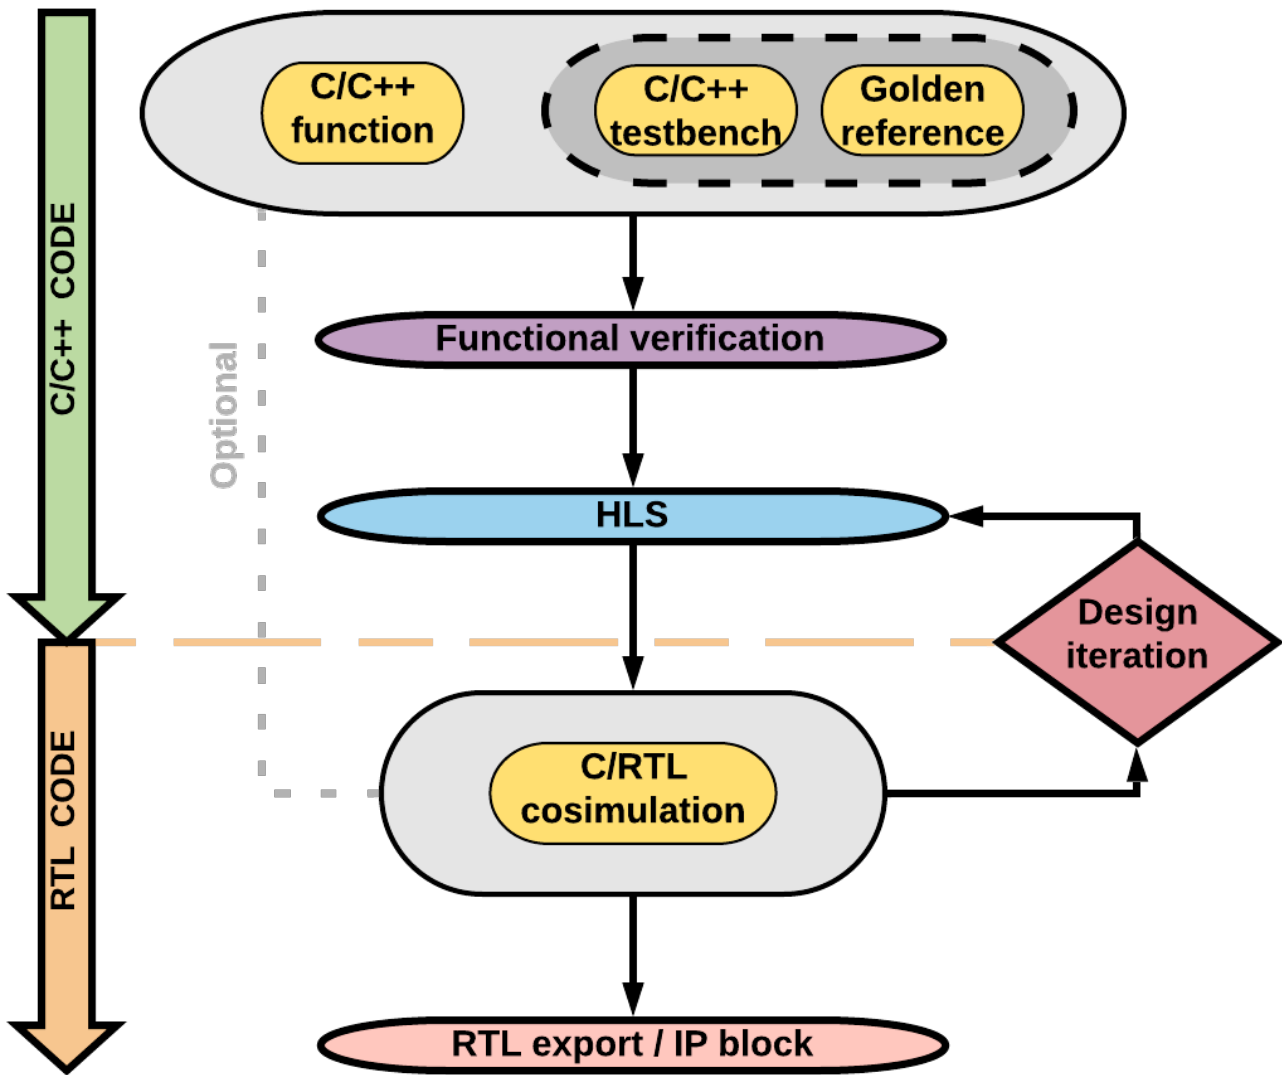 C/C++
function
C/C++
testbench
Golden
reference
C/C++ CODE
Functional verification
Optional
HLS
Design
iteration
C/RTL
cosimulation
RTL CODE
RTL export / IP block